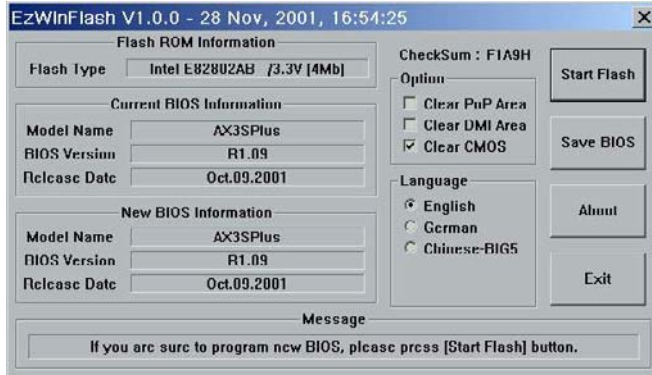 EzWinFlash V1.0.0 - 28 Nov, 2001, 16:54:25
Flash ROM Information
Flash Type Intel E82802AB /3.3V [4Mb]
Current BIOS Information
Model Name AX3SPlus
BIOS Version R1.09
Release Date Oct.09.2001
New BIOS Information
Model Name AX3SPlus
BIOS Version R1.09
Release Date Oct.09.2001
CheckSum : F1A9H
Option
Clear PnP Area
Clear DMI Area
Clear CMOS
Language
English
German
Chinese-BIG5
Start Flash
Save BIOS
About
Exit
Message
If you are sure to program new BIOS, please press [Start Flash] button.